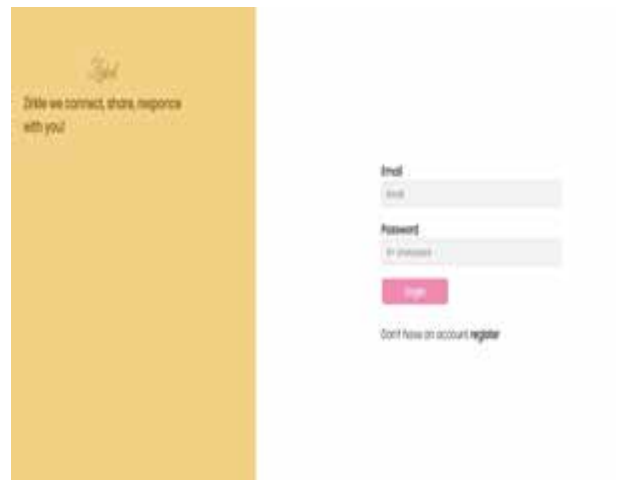 we connect, share, responce
with you!
Email
Email
Password
Login
Don't have an account register